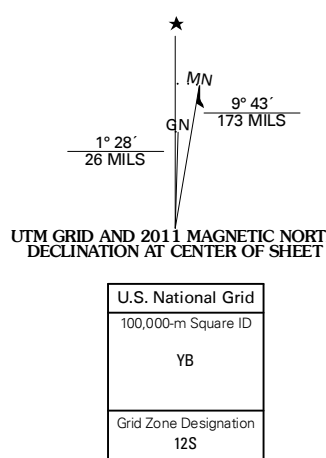 ★
MN
GN
9° 43´
173 MILS
1° 28´
26 MILS
UTM GRID AND 2011 MAGNETIC NORT
DECLINATION AT CENTER OF SHEET
U.S. National Grid
100,000-m Square ID
YB
Grid Zone Designation
12S